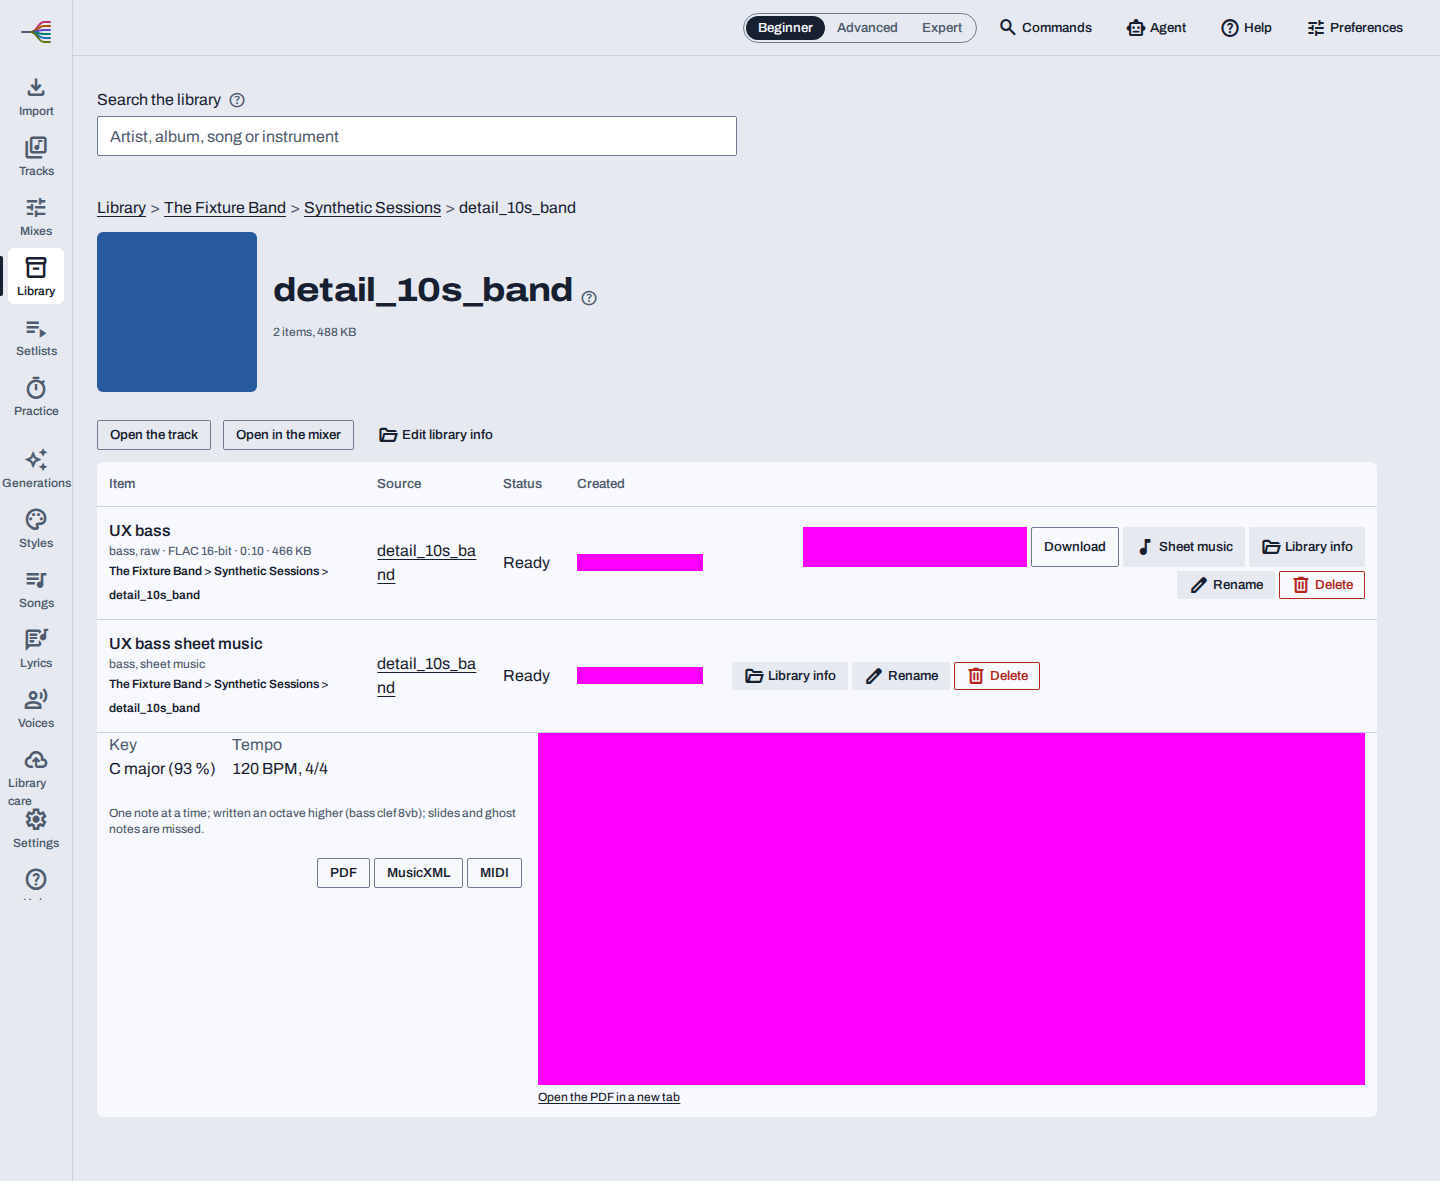 Beginner Advanced Expert Commands Agent Help Preferences
Import
Tracks
Mixes
Library
Setlists
Practice
Generations
Styles
Songs
Lyrics
Voices
Library care
Settings
Search the library
Artist, album, song or instrument
Library > The Fixture Band > Synthetic Sessions > detail_10s_band
detail_10s_band
2 items, 488 KB
Open the track Open in the mixer Edit library info
Item Source Status Created
UX bass
bass, raw · FLAC 16-bit · 0:10 · 466 KB
The Fixture Band > Synthetic Sessions >
detail_10s_band
detail_10s_ba
nd
Ready
Download Sheet music Library info
Rename Delete
UX bass sheet music
bass, sheet music
The Fixture Band > Synthetic Sessions >
detail_10s_band
detail_10s_ba
nd
Ready
Library info Rename Delete
Key Tempo
C major (93 %) 120 BPM, 4/4
One note at a time; written an octave higher (bass clef 8vb); slides and ghost
notes are missed.
PDF MusicXML MIDI
Open the PDF in a new tab